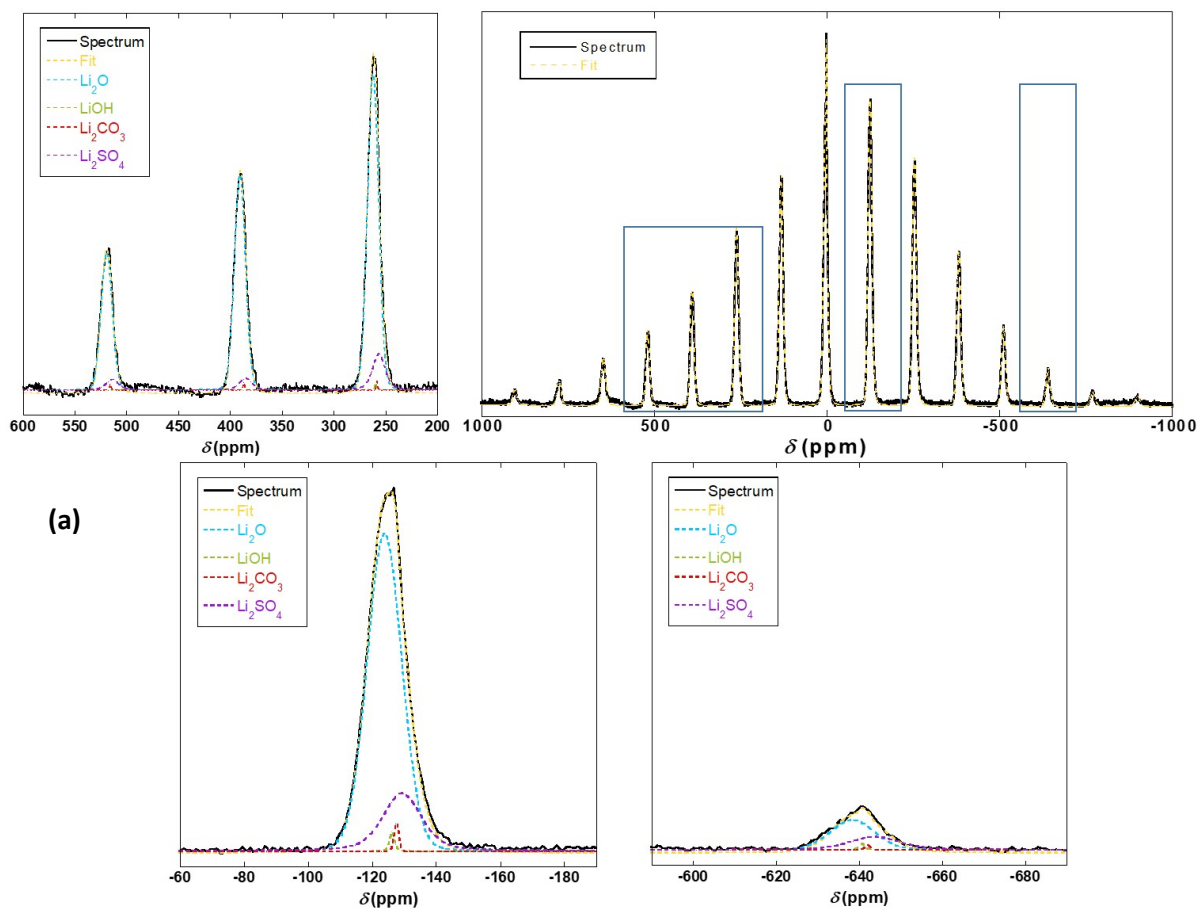 Spectrum
Fit
Li2O
LiOH
Li2CO3
Li2SO4
600 550 500 450 400 350 300 250 200
δ(ppm)
Spectrum
Fit
1000 500 0 -500 -1000
δ(ppm)
(a)
Spectrum
Fit
Li2O
LiOH
Li2CO3
Li2SO4
-60 -80 -100 -120 -140 -160 -180
δ(ppm)
Spectrum
Fit
Li2O
LiOH
Li2CO3
Li2SO4
-600 -620 -640 -660 -680
δ(ppm)